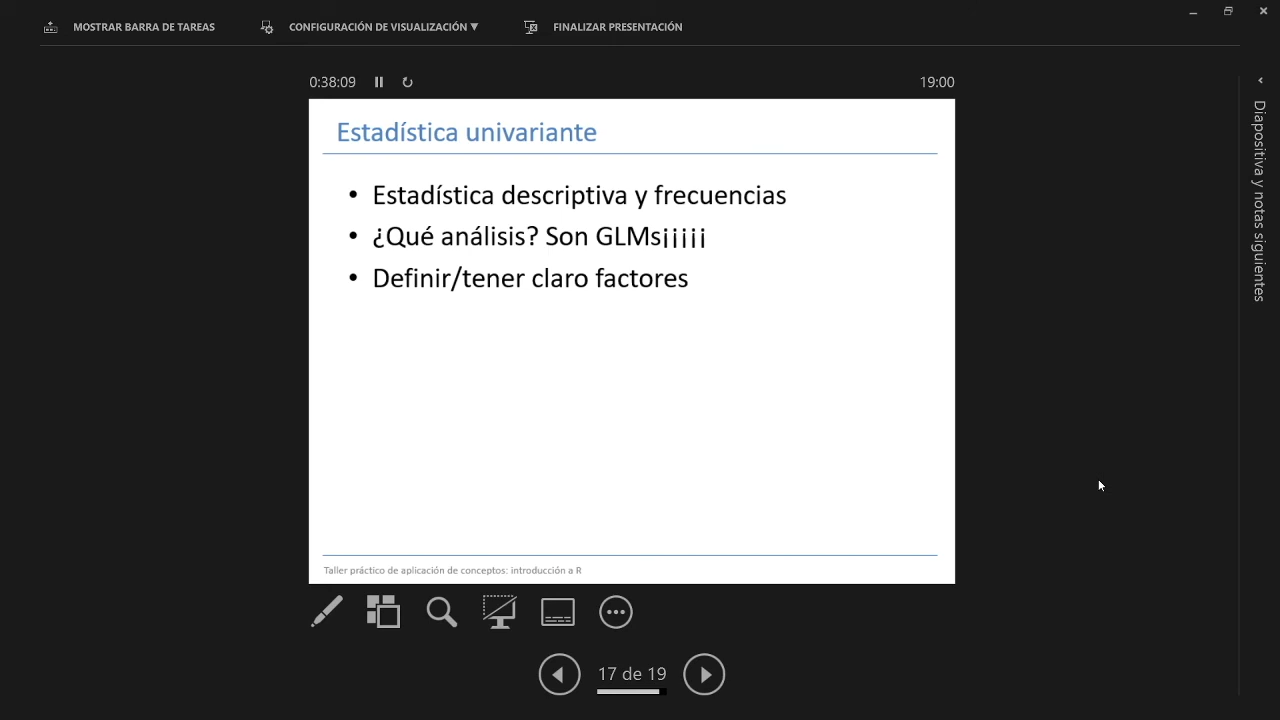 MOSTRAR BARRA DE TAREAS
CONFIGURACIÓN DE VISUALIZACIÓN ▼
FINALIZAR PRESENTACIÓN
0:38:09
19:00
Estadística univariante
• Estadística descriptiva y frecuencias
• ¿Qué análisis? Son GLMs¡¡¡¡¡
• Definir/tener claro factores
Taller práctico de aplicación de conceptos: introducción a R
17 de 19
Diapositiva y notas siguientes